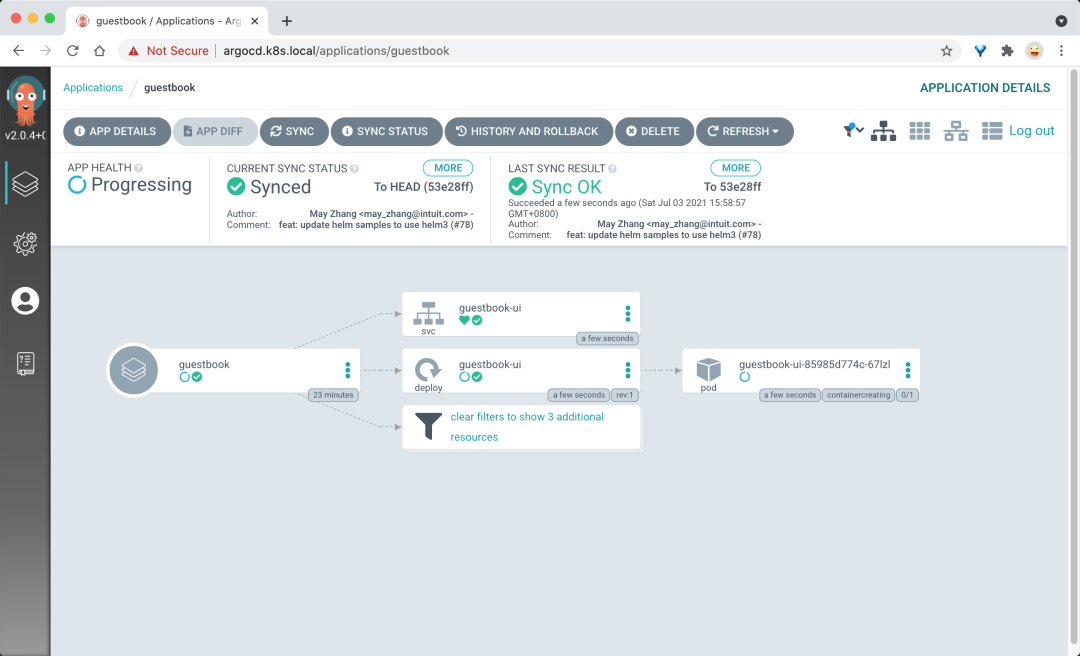 guestbook / Applications - Arg
Not Secure
argocd.k8s.local/applications/guestbook
v2.0.4+0
Applications
guestbook
APPLICATION DETAILS
APP DETAILS
APP DIFF
SYNC
SYNC STATUS
HISTORY AND ROLLBACK
DELETE
REFRESH
Log out
APP HEALTH
Progressing
CURRENT SYNC STATUS
MORE
Synced
To HEAD (53e28ff)
Author: May Zhang <may_zhang@intuit.com> -
Comment: feat: update helm samples to use helm3 (#78)
LAST SYNC RESULT
MORE
Sync OK
To 53e28ff
Succeeded a few seconds ago (Sat Jul 03 2021 15:58:57
GMT+0800)
Author: May Zhang <may_zhang@intuit.com> -
Comment: feat: update helm samples to use helm3 (#78)
guestbook
23 minutes
guestbook-ui
svc
a few seconds
guestbook-ui
deploy
a few seconds
rev:1
guestbook-ui-85985d774c-67lzl
pod
a few seconds
containercreating
0/1
clear filters to show 3 additional
resources